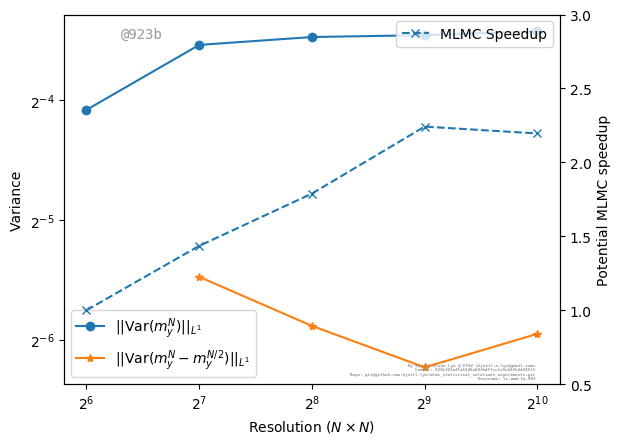 @923b
MLMC Speedup
3.0
2.5
2.0
1.5
1.0
0.5
Potential MLMC speedup
2^{-4}
2^{-5}
2^{-6}
Variance
||Var(m_y^N)||_{L^1}
||Var(m_y^N − m_y^{N/2})||_{L^1}
2^6 2^7 2^8 2^9 2^{10}
Resolution (N × N)